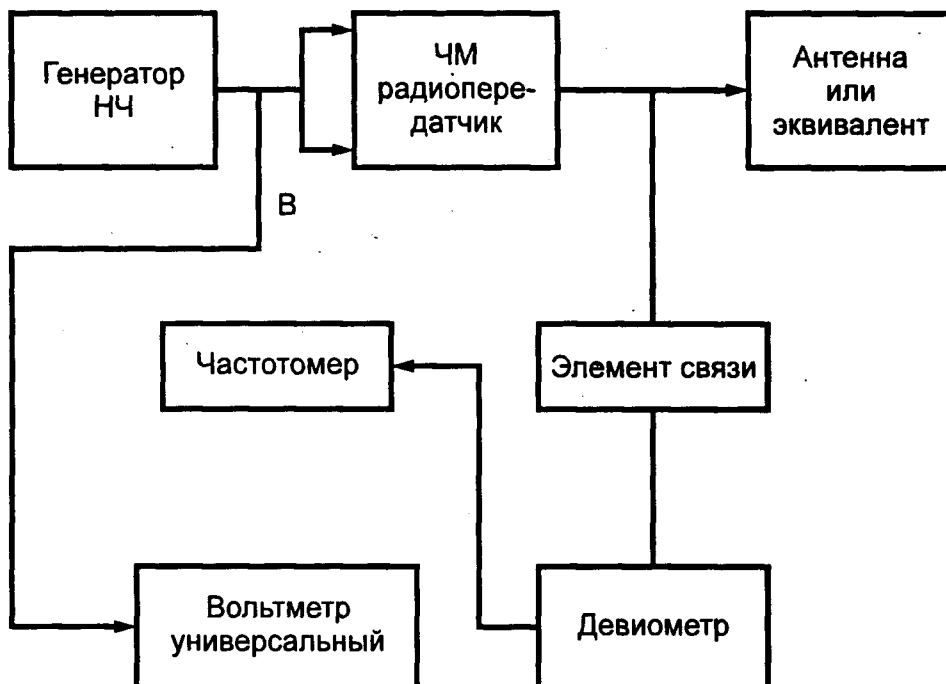 Генератор
НЧ
ЧМ
радиопере-
датчик
Антенна
или
эквивалент
В
Частотомер
Элемент связи
Вольтметр
универсальный
Девиометр